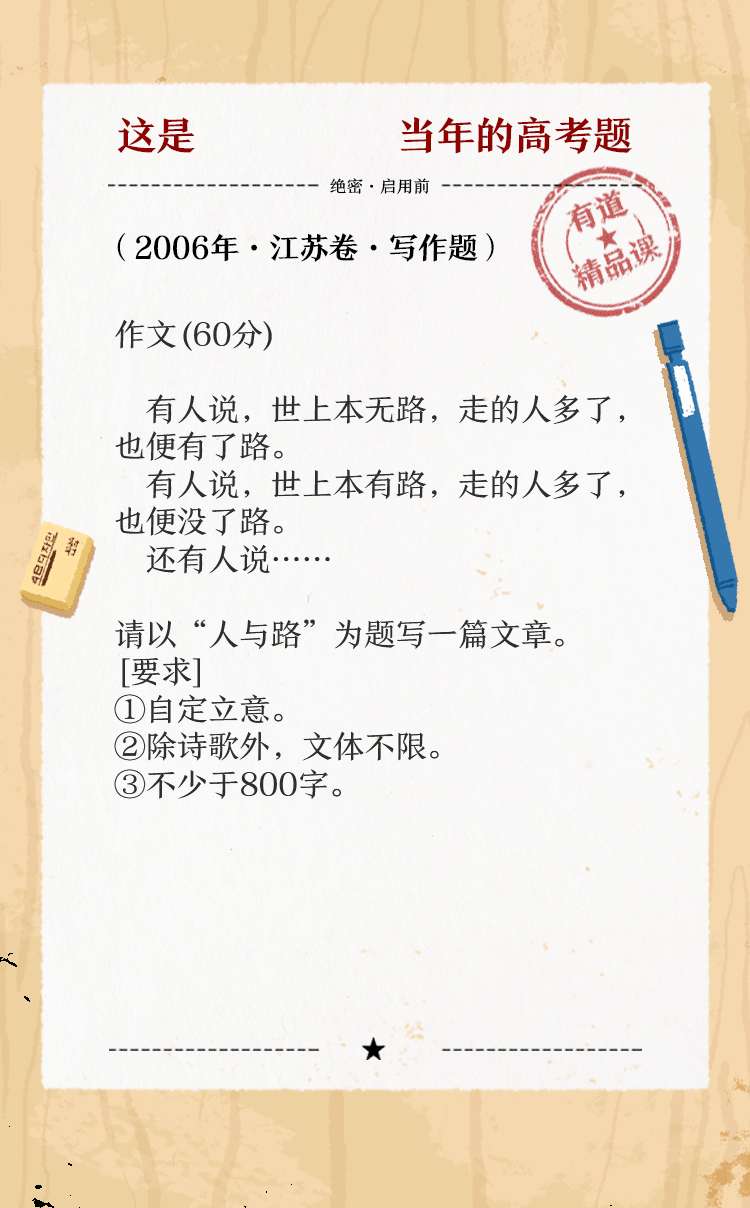 这是 当年的高考题
绝密·启用前
有道
精品课
（2006年·江苏卷·写作题）
作文(60分)
有人说，世上本无路，走的人多了，
也便有了路。
有人说，世上本有路，走的人多了，
也便没了路。
还有人说……
请以“人与路”为题写一篇文章。
[要求]
①自定立意。
②除诗歌外，文体不限。
③不少于800字。